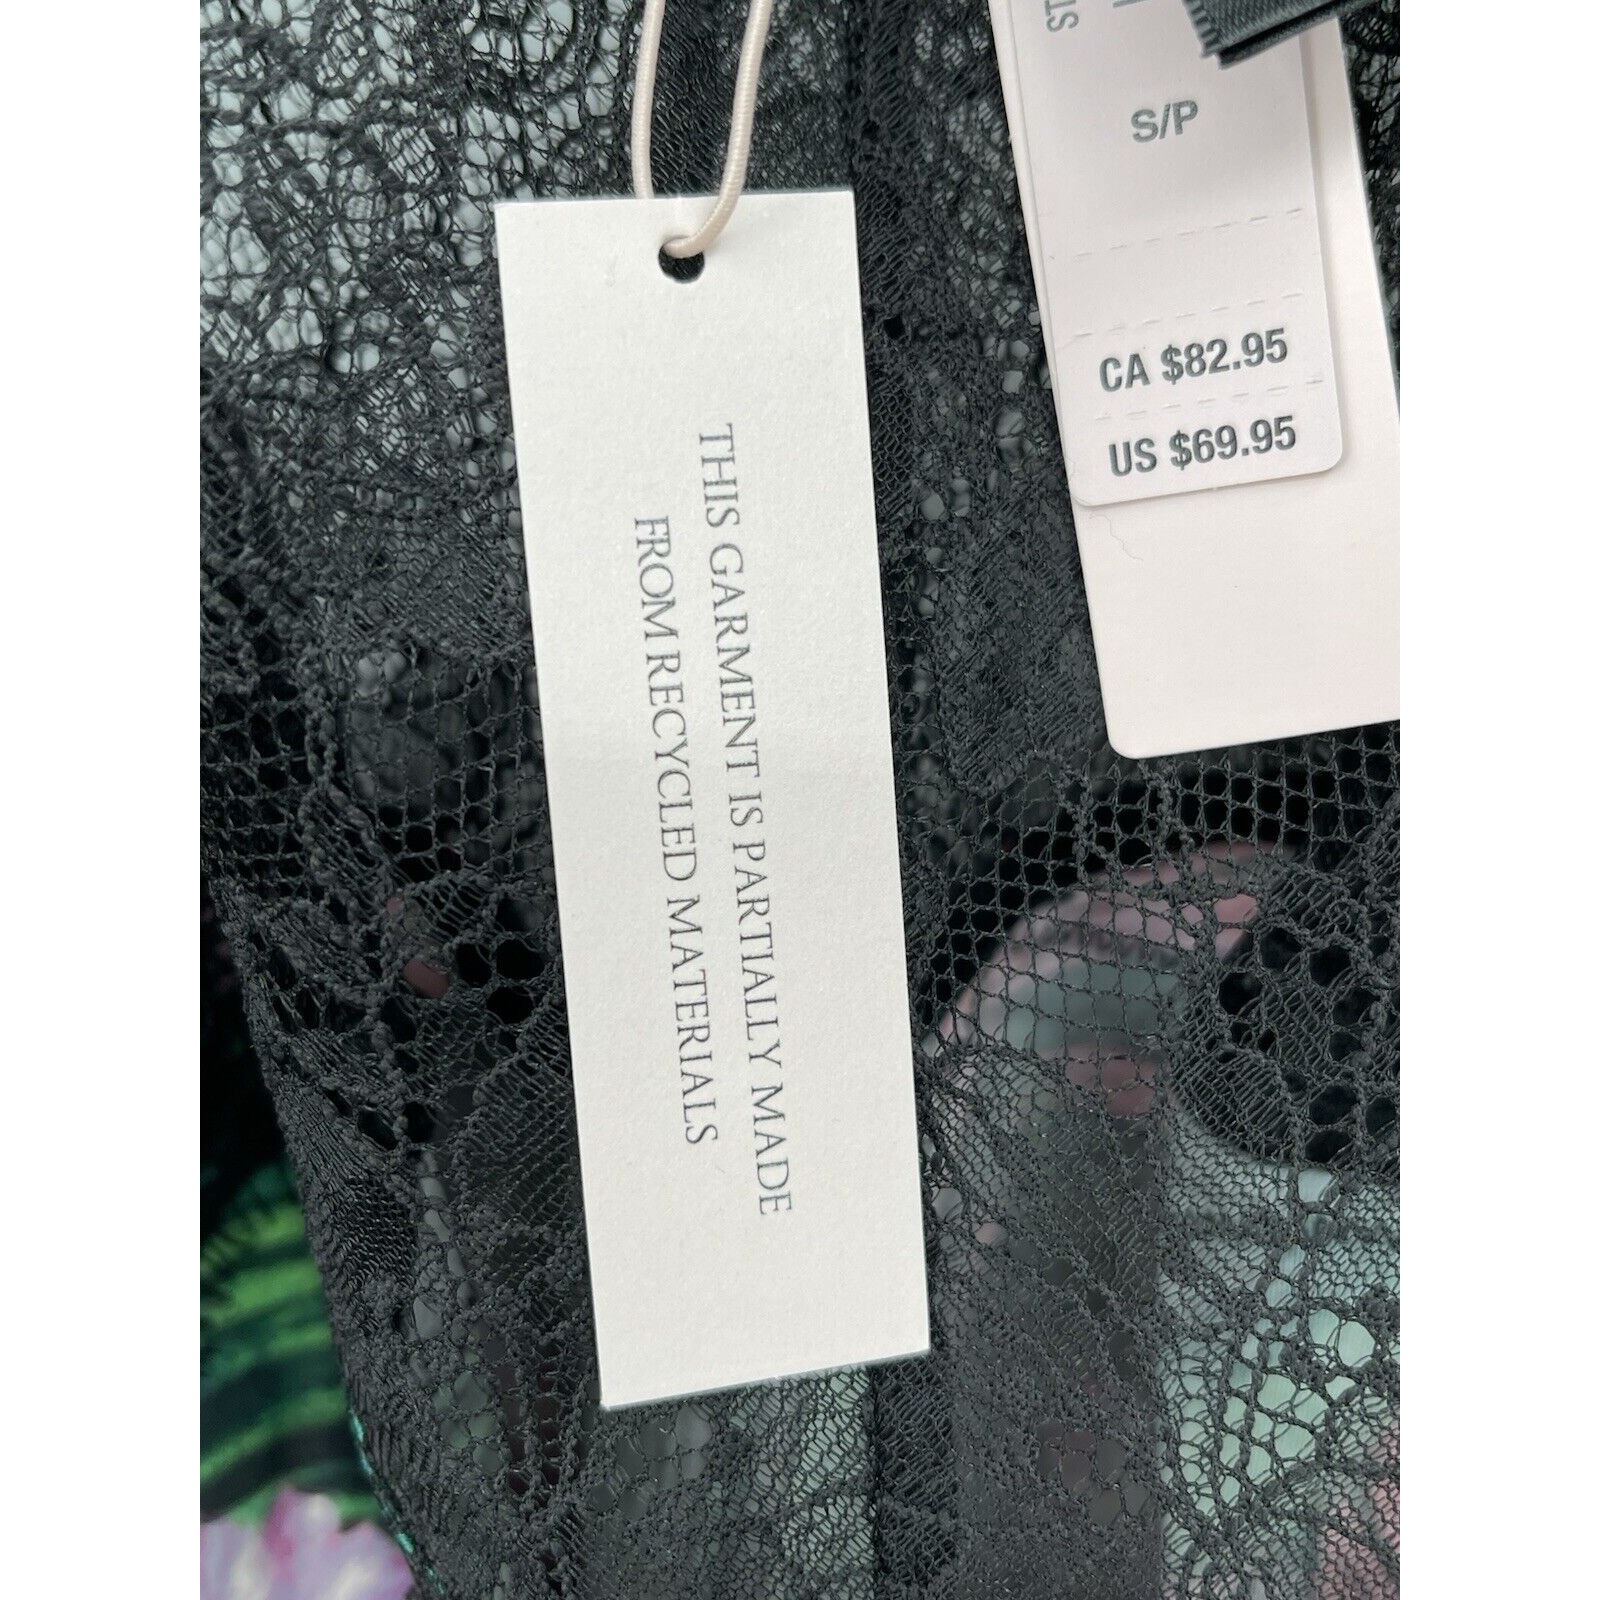 S/P
CA $82.95
US $69.95
THIS GARMENT IS PARTIALLY MADE
FROM RECYCLED MATERIALS